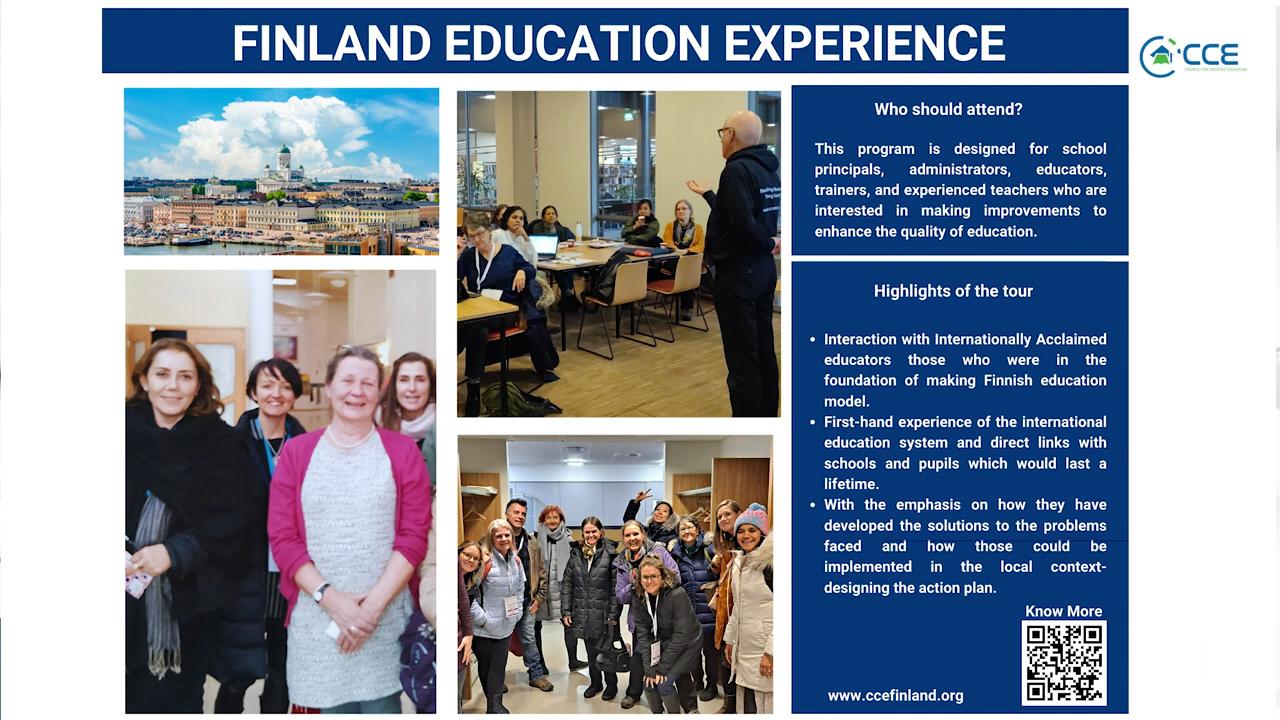 FINLAND EDUCATION EXPERIENCE
CCE
COUNCIL FOR CREATIVE EDUCATION
Who should attend?
This program is designed for school
principals, administrators, educators,
trainers, and experienced teachers who are
interested in making improvements to
enhance the quality of education.
Highlights of the tour
• Interaction with Internationally Acclaimed
educators those who were in the
foundation of making Finnish education
model.
• First-hand experience of the international
education system and direct links with
schools and pupils which would last a
lifetime.
• With the emphasis on how they have
developed the solutions to the problems
faced and how those could be
implemented in the local context-
designing the action plan.
Know More
www.ccefinland.org